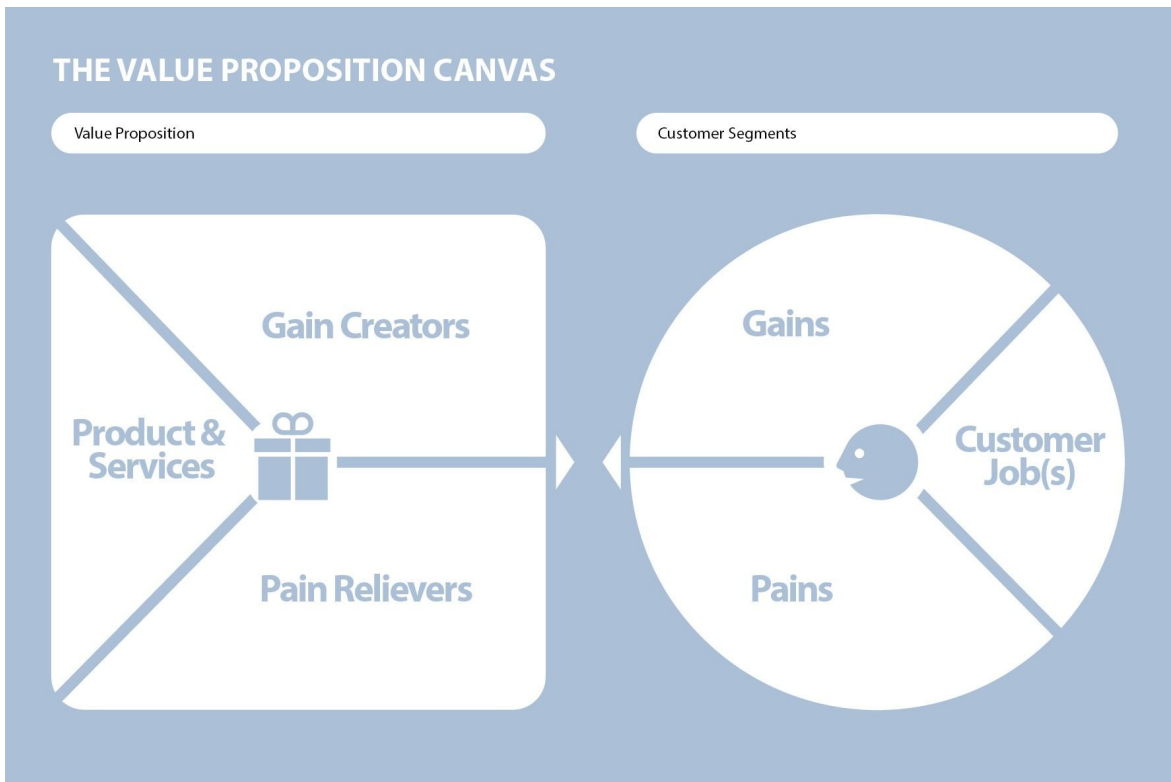 THE VALUE PROPOSITION CANVAS
Value Proposition
Customer Segments
Gain Creators
Product &
Services
Pain Relievers
Gains
Customer
Job(s)
Pains